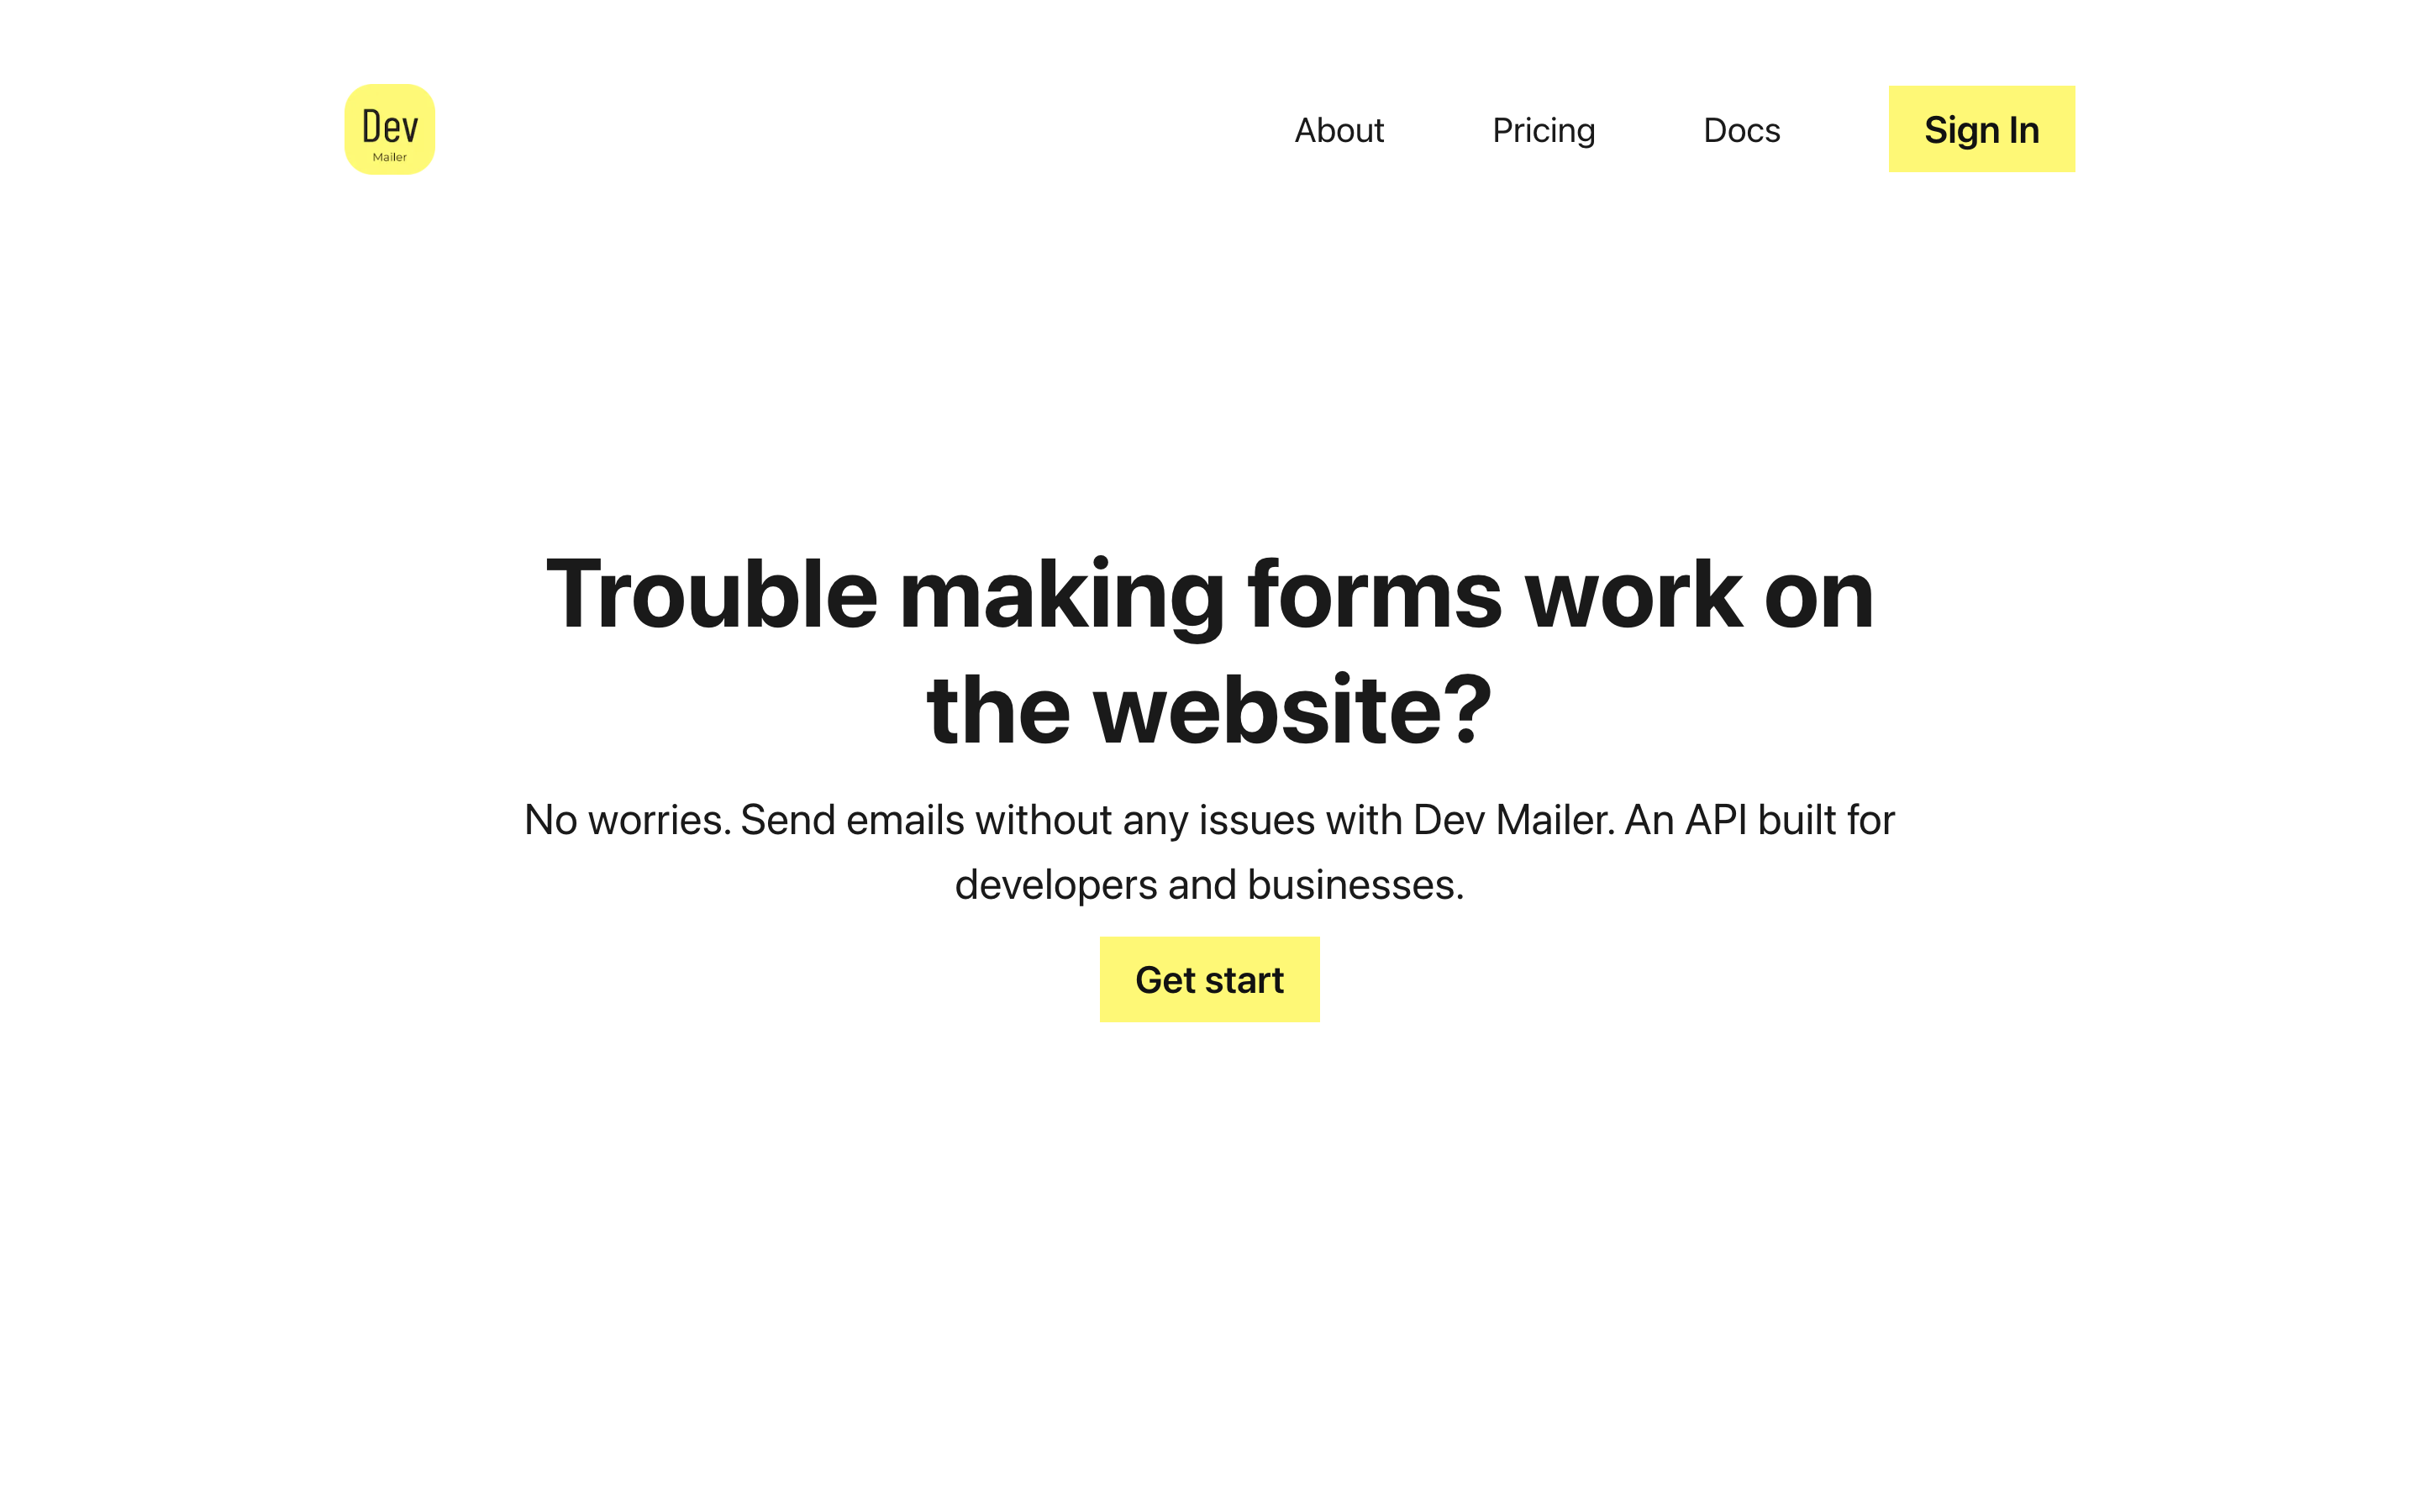 Dev
Mailer
About
Pricing
Docs
Sign In
Trouble making forms work on
the website?
No worries. Send emails without any issues with Dev Mailer. An API built for
developers and businesses.
Get start